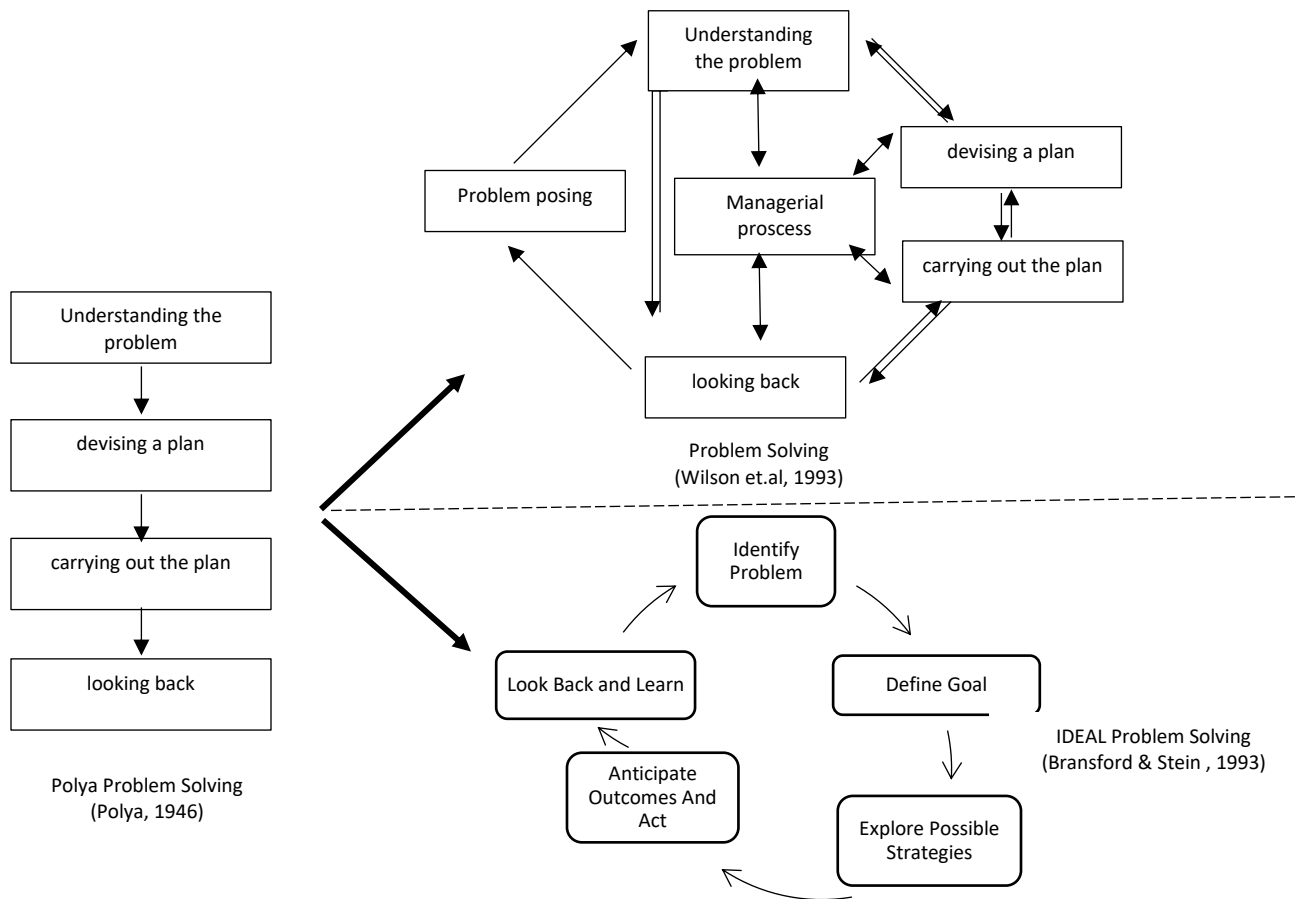 Understanding the
problem
devising a plan
carrying out the plan
looking back
Polya Problem Solving
(Polya, 1946)
Understanding
the problem
devising a plan
Problem posing
Managerial
proscess
carrying out the plan
looking back
Problem Solving
(Wilson et.al, 1993)
Identify
Problem
Look Back and Learn
Define Goal
IDEAL Problem Solving
(Bransford & Stein , 1993)
Anticipate
Outcomes And
Act
Explore Possible
Strategies